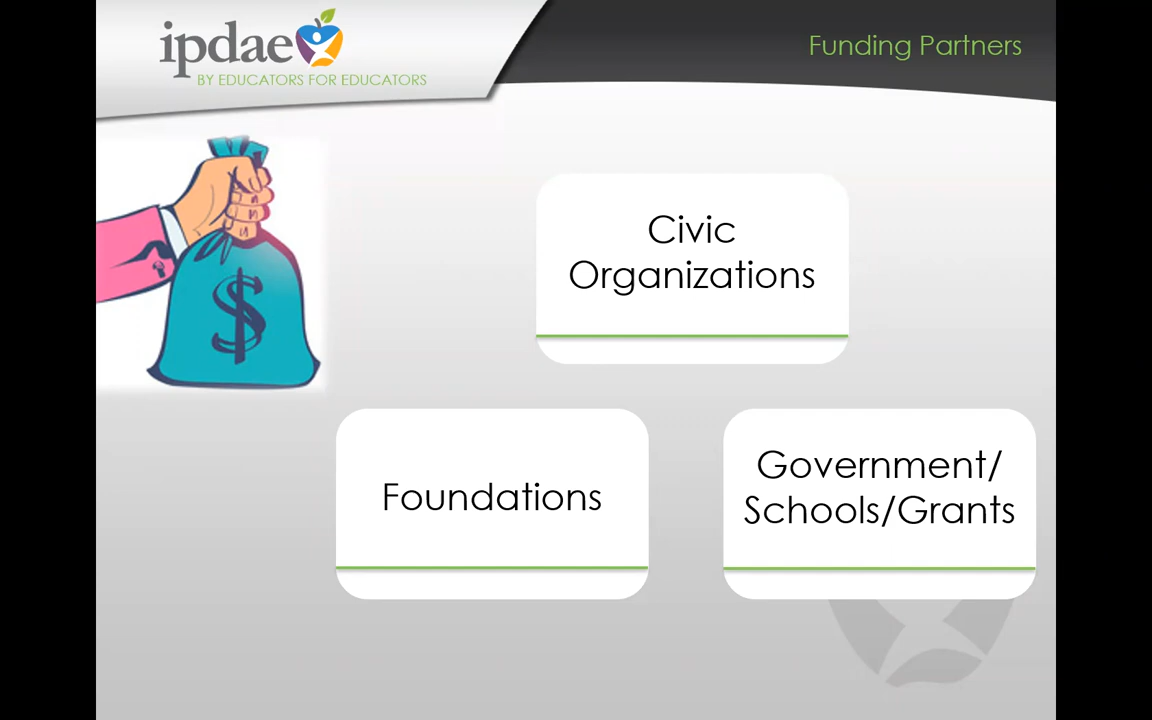 ipdae
BY EDUCATORS FOR EDUCATORS
Funding Partners
$
Civic
Organizations
Foundations
Government/
Schools/Grants